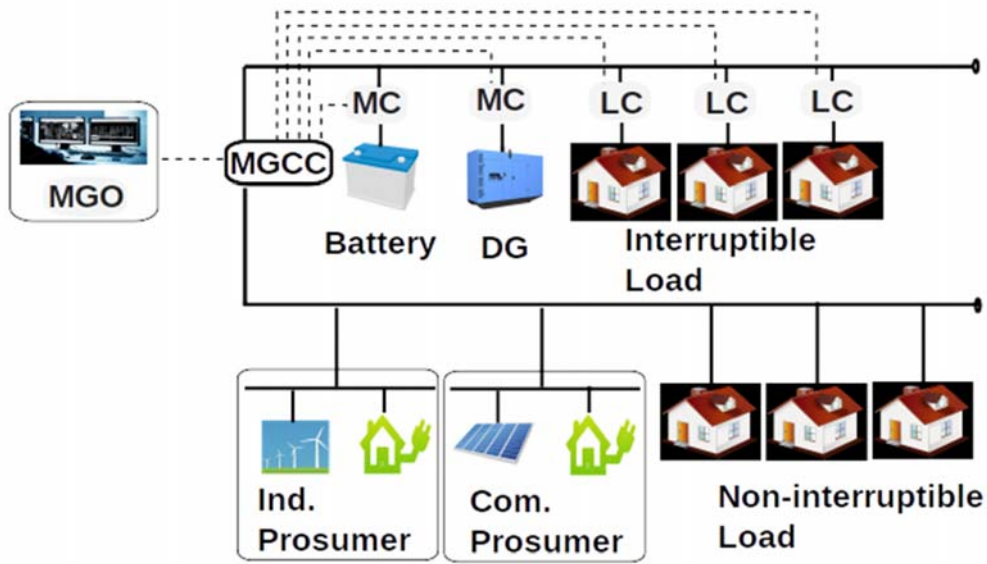 MC
MC
LC
LC
LC
MGCC
MGO
Battery
DG
Interruptible
Load
Ind.
Prosumer
Com.
Prosumer
Non-interruptible
Load